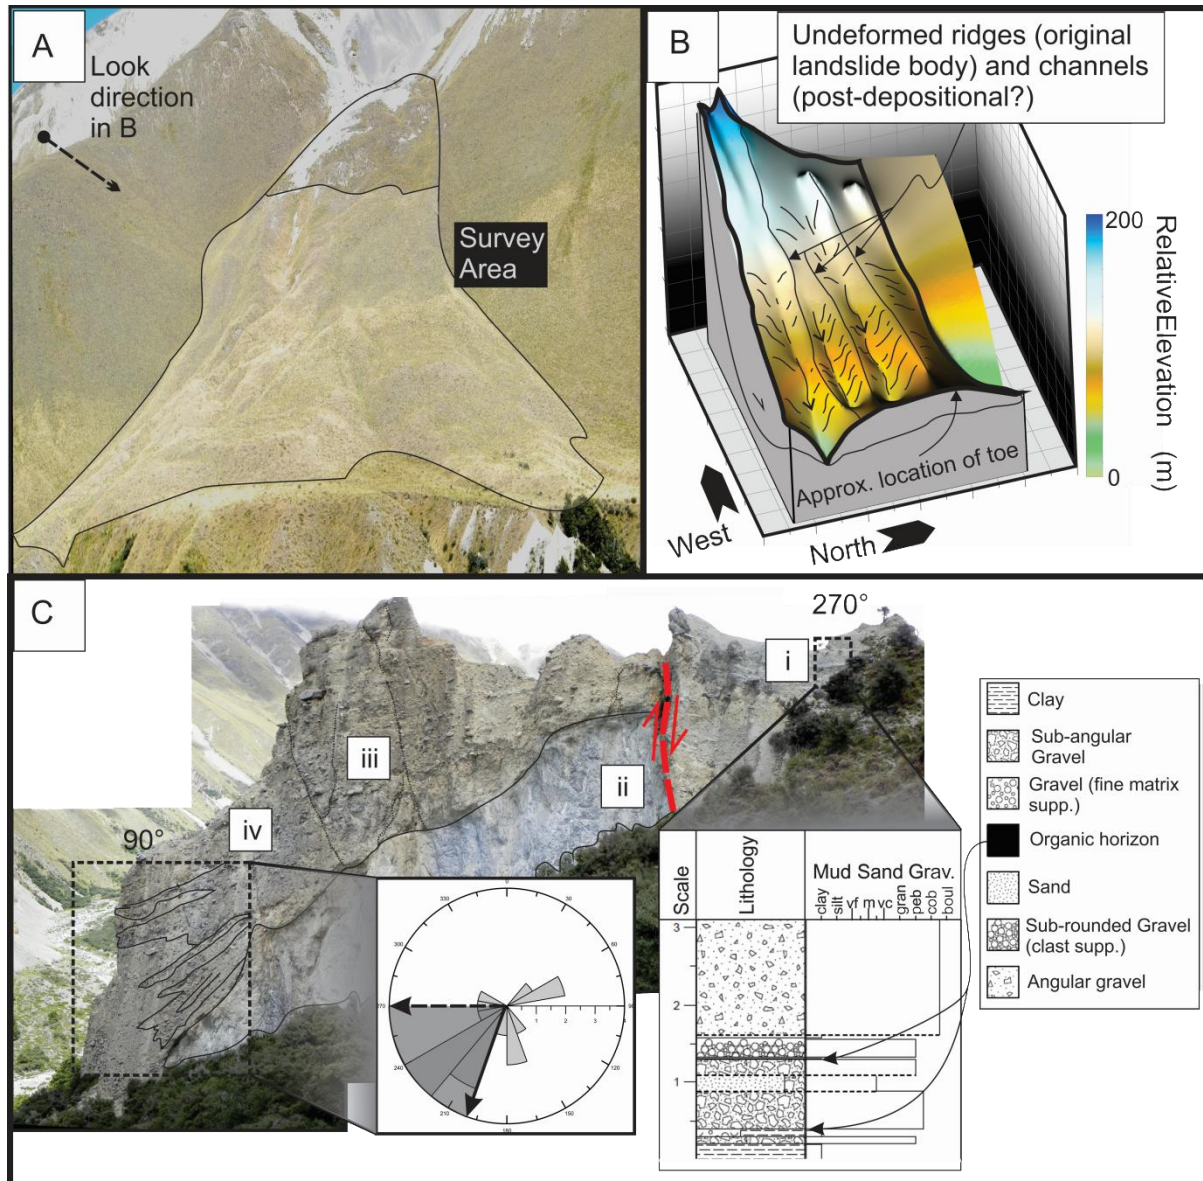 A
Look
direction
in B
Survey
Area
B
Undeformed ridges (original
landslide body) and channels
(post-depositional?)
200
RelativeElevation (m)
0
Approx. location of toe
West
North
C
270°
i
ii
iii
iv
90°
0
30
60
90
120
150
180
210
240
270
300
330
1 2 3 4 5
Scale
Lithology
Mud Sand Grav.
clay
silt
vf
m
vc
gran
peb
cob
boul
3
2
1
Clay
Sub-angular
Gravel
Gravel (fine matrix
supp.)
Organic horizon
Sand
Sub-rounded Gravel
(clast supp.)
Angular gravel